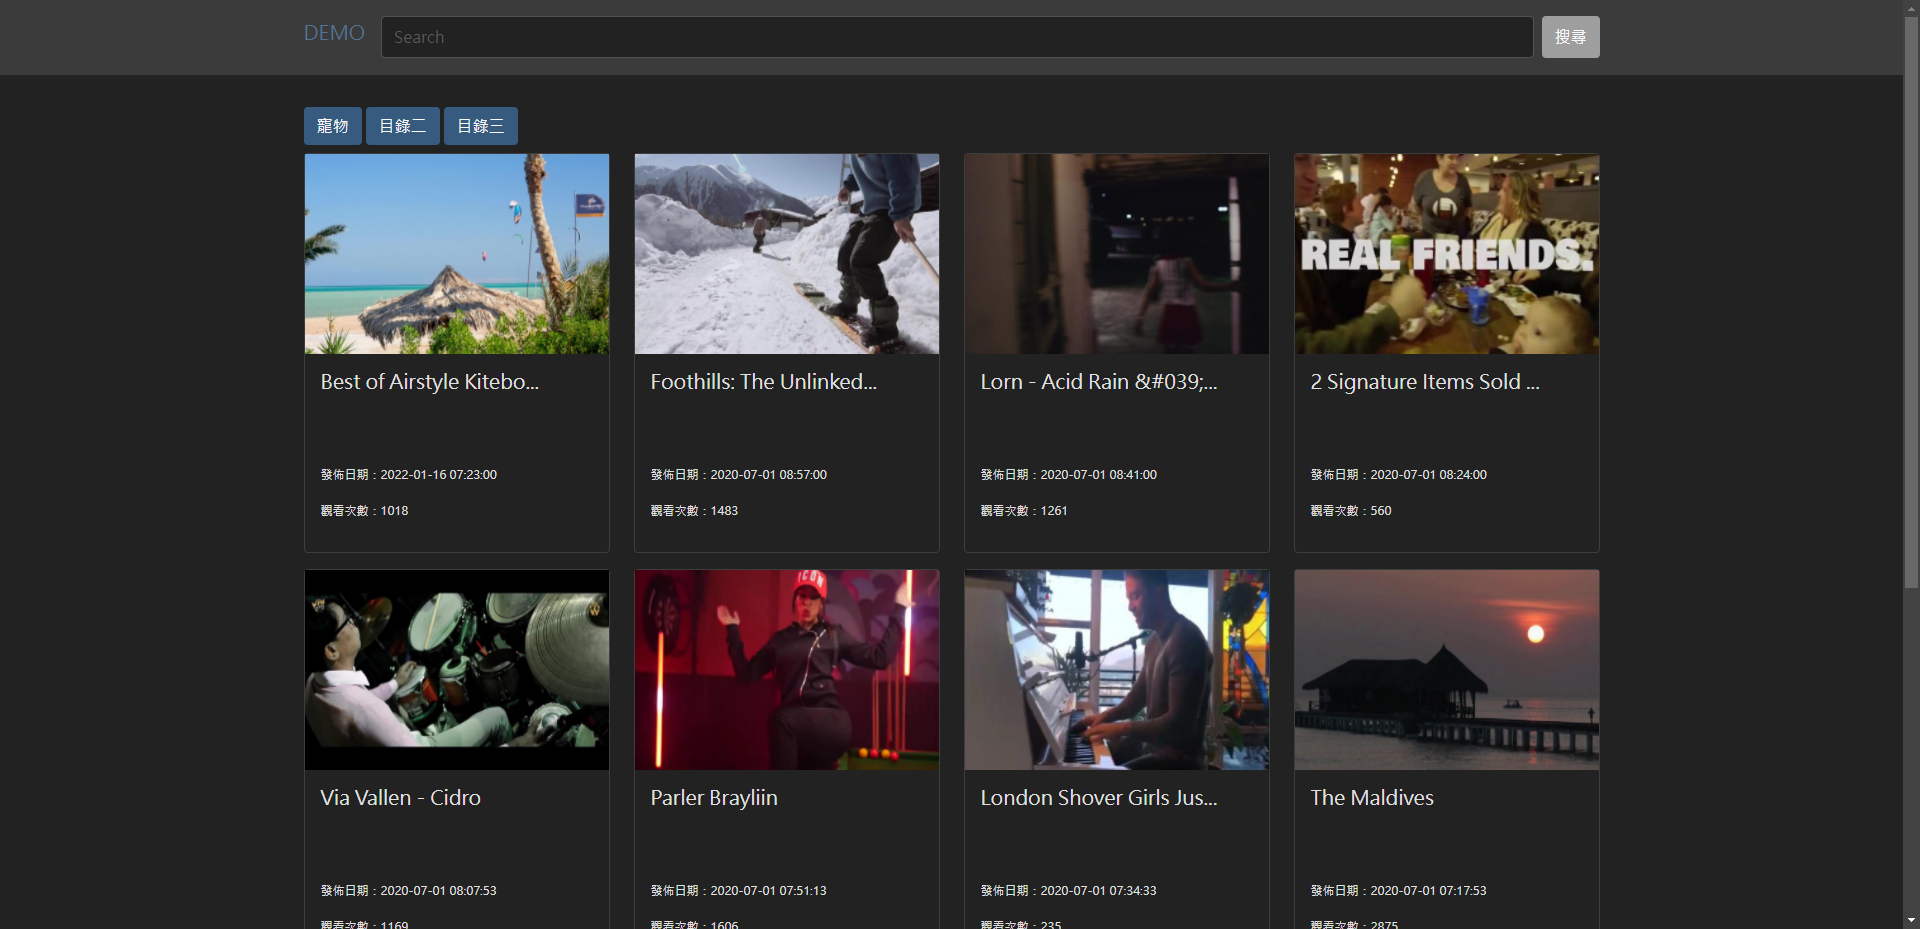 DEMO
Search
搜尋
寵物
目錄二
目錄三
REAL FRIENDS.
Best of Airstyle Kitebo...
Foothills: The Unlinked...
Lorn - Acid Rain &#039;...
2 Signature Items Sold ...
發佈日期：2022-01-16 07:23:00
發佈日期：2020-07-01 08:57:00
發佈日期：2020-07-01 08:41:00
發佈日期：2020-07-01 08:24:00
觀看次數：1018
觀看次數：1483
觀看次數：1261
觀看次數：560
ICON
Via Vallen - Cidro
Parler Brayliin
London Shover Girls Jus...
The Maldives
發佈日期：2020-07-01 08:07:53
發佈日期：2020-07-01 07:51:13
發佈日期：2020-07-01 07:34:33
發佈日期：2020-07-01 07:17:53
觀看次數：1169
觀看次數：1606
觀看次數：235
觀看次數：2875